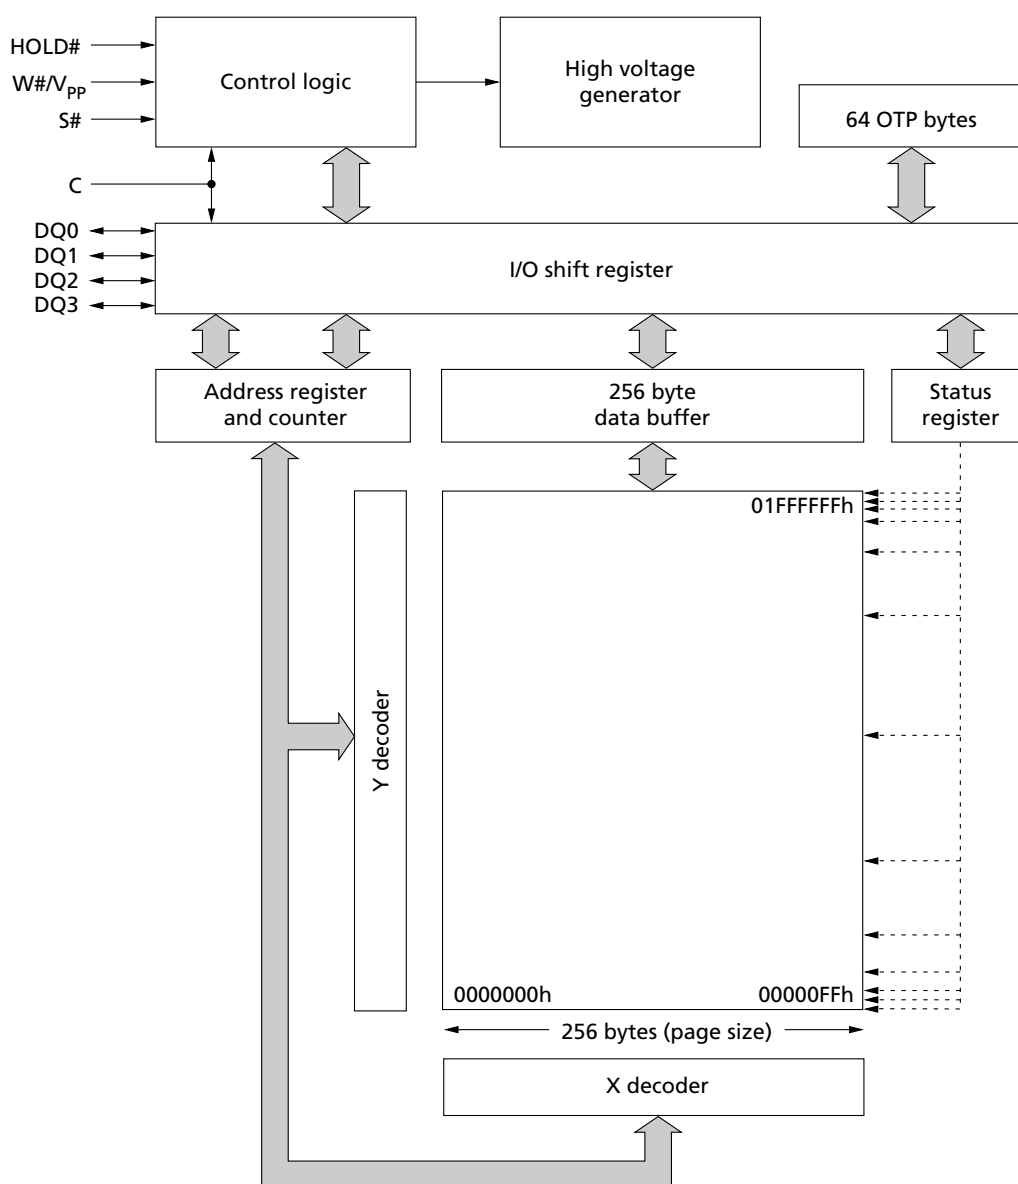 HOLD#
W#/VPP
S#
Control logic
High voltage
generator
64 OTP bytes
C
DQ0
DQ1
DQ2
DQ3
I/O shift register
Address register
and counter
256 byte
data buffer
Status
register
01FFFFFFh
Y decoder
0000000h
00000FFh
256 bytes (page size)
X decoder